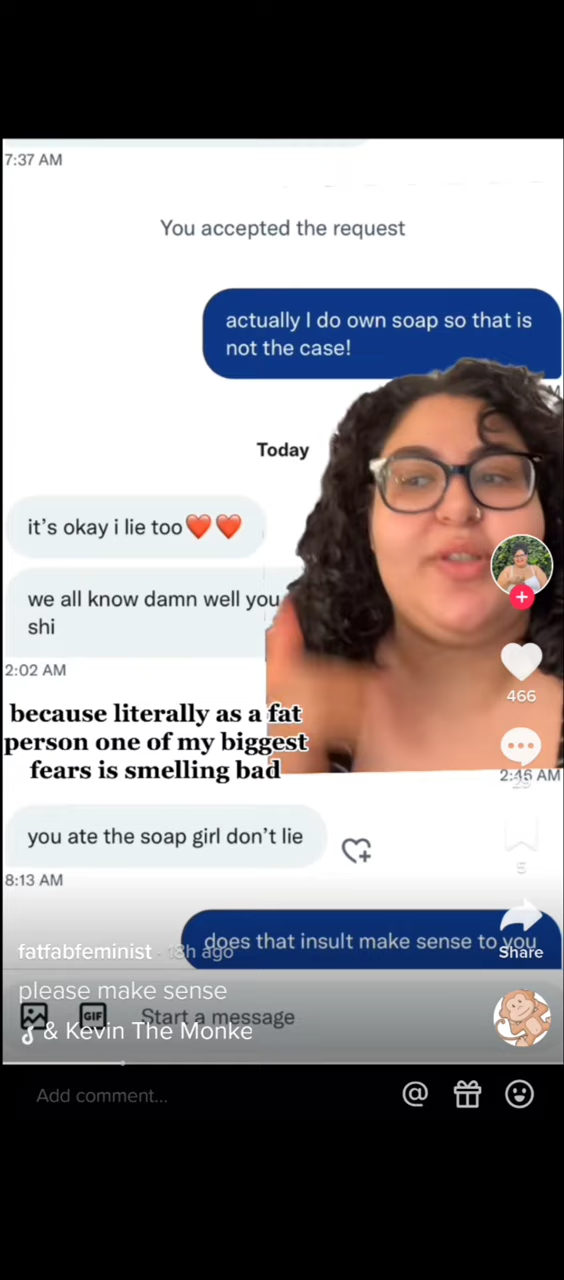 7:37 AM
You accepted the request
actually I do own soap so that is
not the case!
Today
it's okay i lie too❤️❤️
we all know damn well you
shi
2:02 AM
because literally as a fat
person one of my biggest
fears is smelling bad
466
2:46 AM
you ate the soap girl don't lie
8:13 AM
5
does that insult make sense to you
fatfabfeminist · 18h ago
Share
please make sense
GIF
Start a message
& Kevin The Monke
Add comment...
@